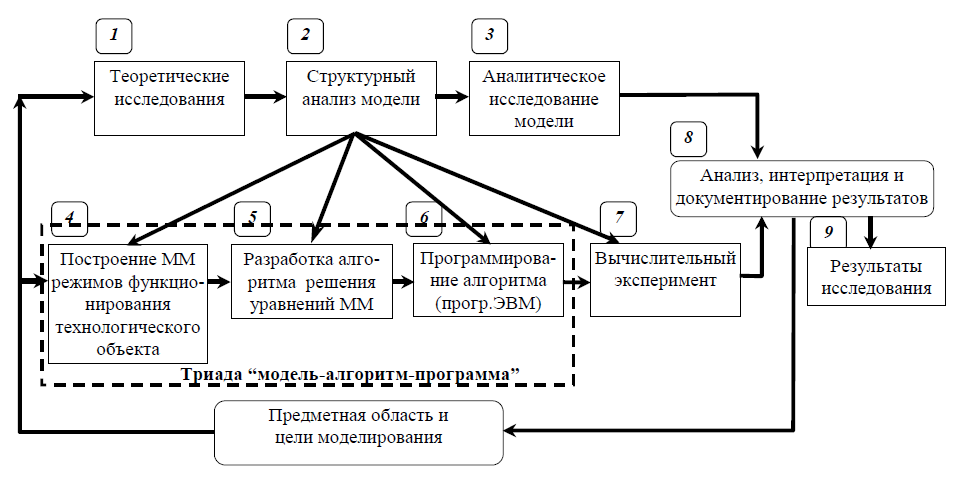 1
Теоретические
исследования
2
Структурный
анализ модели
3
Аналитическое
исследование
модели
8
Анализ, интерпретация и
документирование результатов
4
Построение ММ
режимов функцио-
нирования
технологического
объекта
5
Разработка алго-
ритма решения
уравнений ММ
6
Программирова-
ние алгоритма
(прогр.ЭВМ)
7
Вычислительный
эксперимент
9
Результаты
исследования
Триада “модель-алгоритм-программа”
Предметная область и
цели моделирования